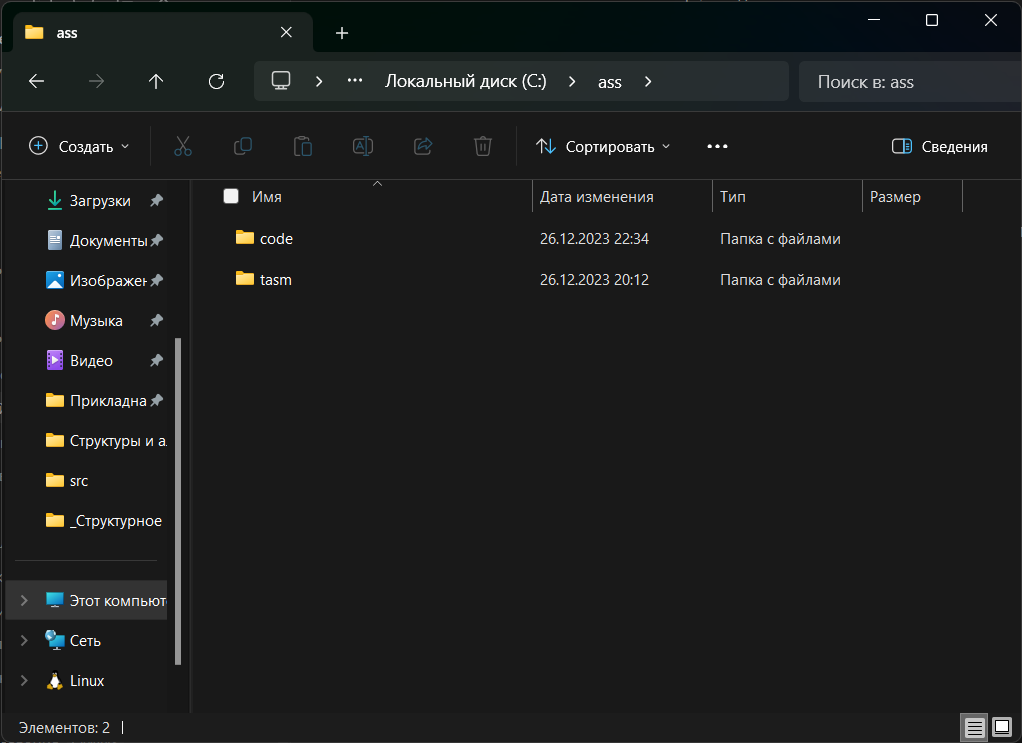 ass
Локальный диск (C:) ass
Поиск в: ass
Создать
Сортировать
Сведения
Имя Дата изменения Тип Размер
code 26.12.2023 22:34 Папка с файлами
tasm 26.12.2023 20:12 Папка с файлами
Загрузки
Документы
Изображен
Музыка
Видео
Прикладна
Структуры и а
src
_Структурное
Этот компьют
Сеть
Linux
Элементов: 2